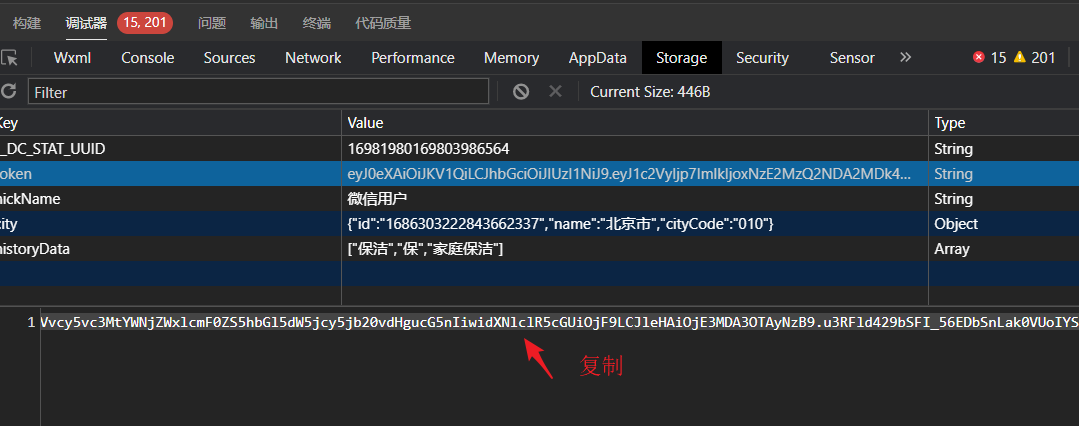 构建 调试器 15, 201 问题 输出 终端 代码质量
Wxml Console Sources Network Performance Memory AppData Storage Security Sensor » 15 201
Filter Current Size: 446B
Key Value Type
_DC_STAT_UUID 16981980169803986564 String
oken eyJ0eXAiOiJKV1QiLCJhbGciOiJIUzI1NiJ9.eyJ1c2VyIjp7ImlkIjoxNzE2MzQ2NDA2MDk4... String
nickName 微信用户 String
city {"id":"1686303222843662337","name":"北京市","cityCode":"010"} Object
historyData ["保洁","保","家庭保洁"] Array
1 Vvcy5vc3MtYWNjZWxlcmF0ZS5hbGl5dW5jcy5jb20vdHgucG5nIiwidXNlclR5cGUiOjF9LCJleHAiOjE3MDA3OTAyNzB9.u3RFld429bSFI_56EDbSnLak0VUoIYS
复制